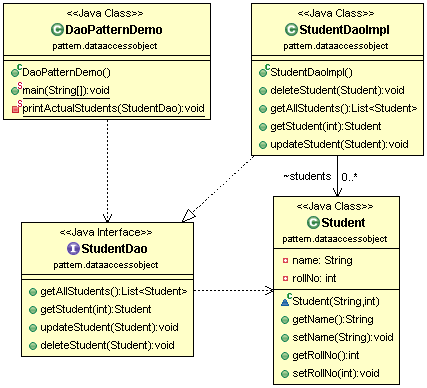 <<Java Class>>
DaoPatternDemo
pattern.dataaccessobject
DaoPatternDemo()
main(String[]):void
printActualStudents(StudentDao):void
<<Java Class>>
StudentDaoImpl
pattern.dataaccessobject
StudentDaoImpl()
deleteStudent(Student):void
getAllStudents():List<Student>
getStudent(int):Student
updateStudent(Student):void
~students 0..*
<<Java Interface>>
StudentDao
pattern.dataaccessobject
getAllStudents():List<Student>
getStudent(int):Student
updateStudent(Student):void
deleteStudent(Student):void
<<Java Class>>
Student
pattern.dataaccessobject
name: String
rollNo: int
Student(String,int)
getName():String
setName(String):void
getRollNo():int
setRollNo(int):void